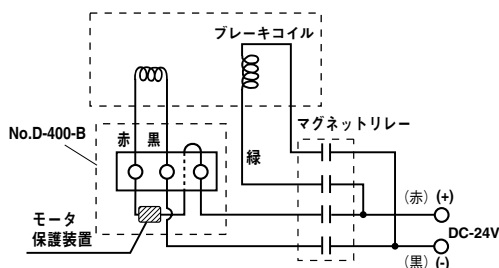 ブレーキコイル
マグネットリレー
No.D-400-B
赤 黒
緑
(赤) (+)
モータ
保護装置
DC-24V
(黒) (-)